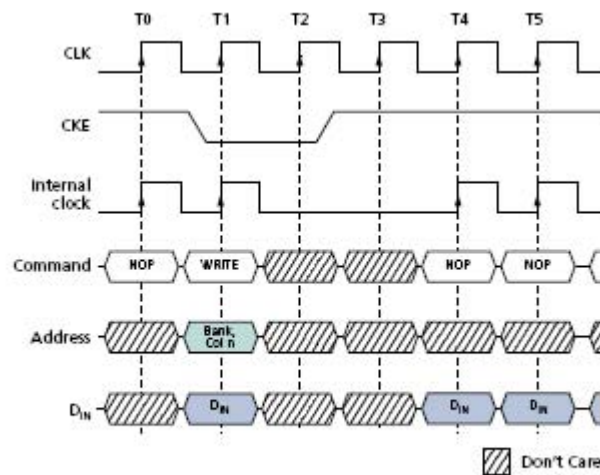 T0 T1 T2 T3 T4 T5
CLK
CKE
Internal
clock
Command NOP WRITE NOP NOP
Address Bank,
Col n
DIN DIN DIN DIN
Don't Care